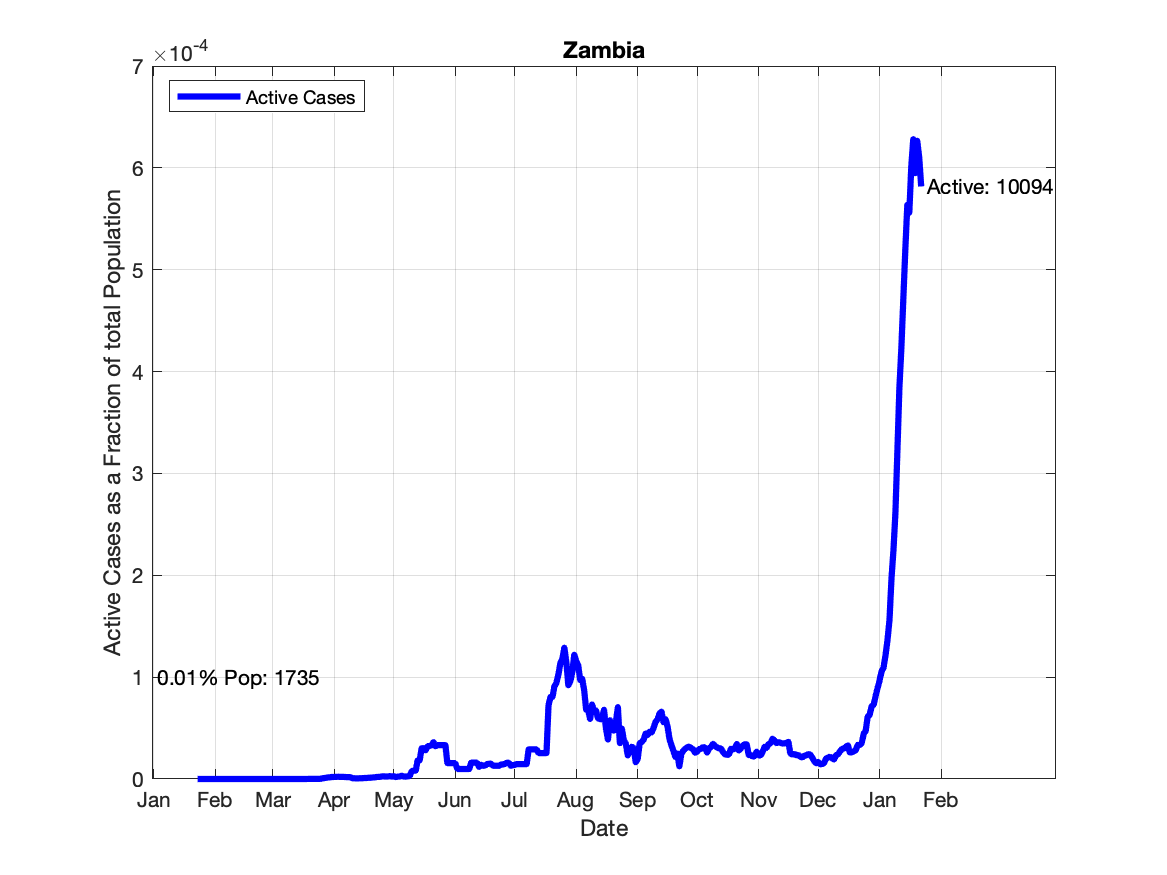 Zambia
×10-4
7
6
5
4
3
2
1
0
Active Cases
Active: 10094
0.01% Pop: 1735
Active Cases as a Fraction of total Population
Jan Feb Mar Apr May Jun Jul Aug Sep Oct Nov Dec Jan Feb
Date